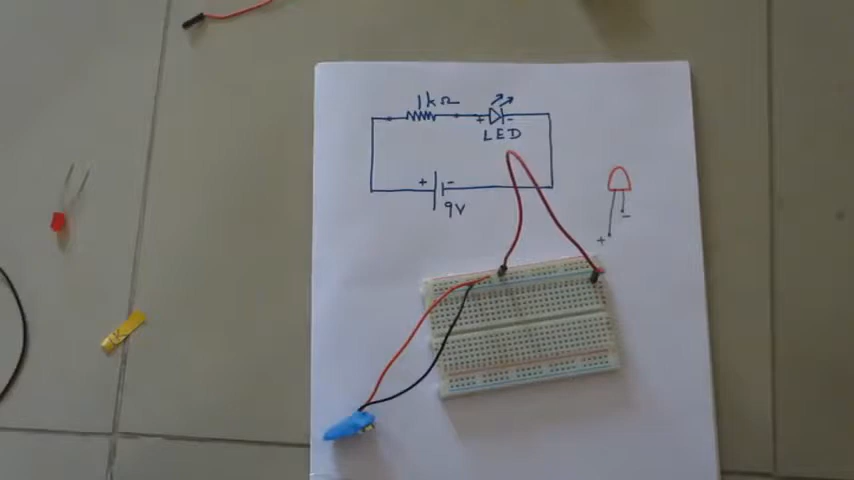 1kΩ
+ -
LED
+ -
9V
-
+